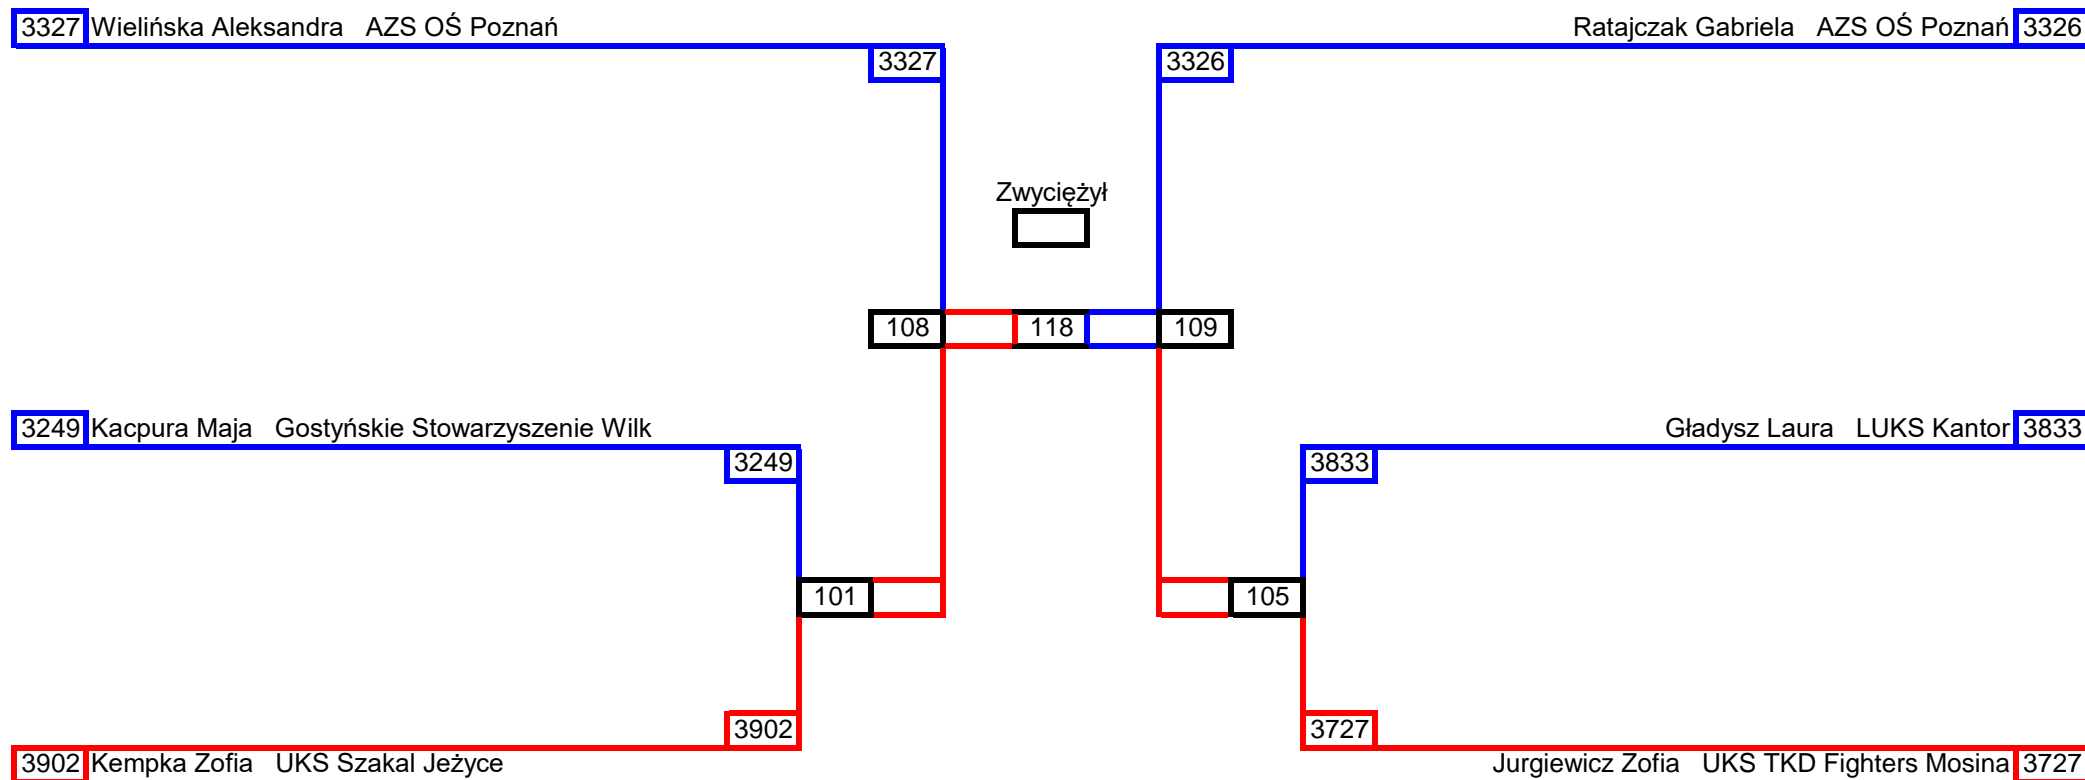 3327 Wielińska Aleksandra AZS OŚ Poznań
Ratajczak Gabriela AZS OŚ Poznań 3326
3327
3326
Zwyciężył
108
118
109
3249 Kacpura Maja Gostyńskie Stowarzyszenie Wilk
Gładysz Laura LUKS Kantor 3833
3249
3833
101
105
3902
3727
3902 Kempka Zofia UKS Szakal Jeżyce
Jurgiewicz Zofia UKS TKD Fighters Mosina 3727